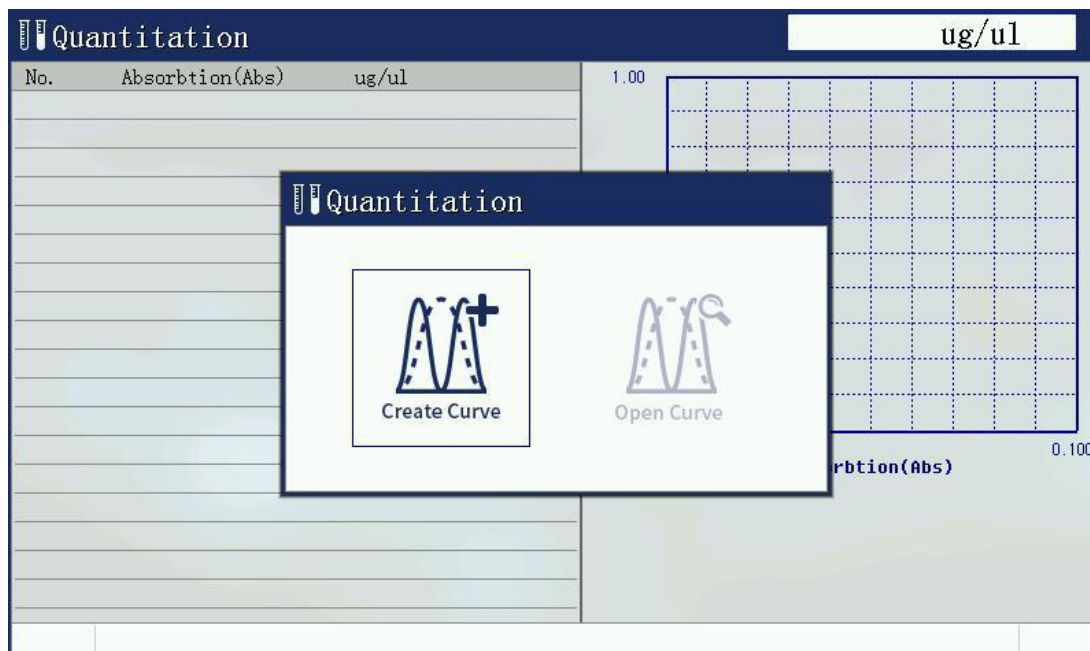 Quantitation
ug/ul
No. Absorbtion(Abs) ug/ul
1.00
Quantitation
Create Curve
Open Curve
0.100
rbtion(Abs)